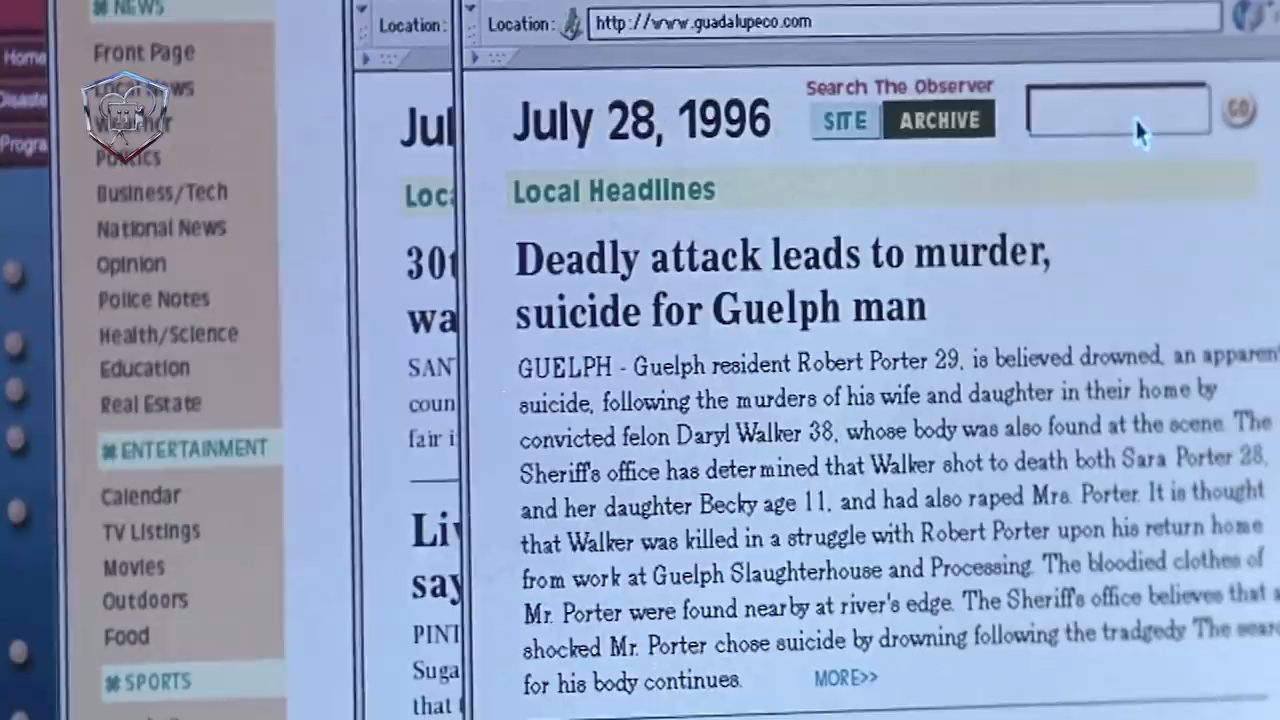 NEWS
Front Page
Politics
Business/Tech
National News
Opinion
Police Notes
Health/Science
Education
Real Estate
ENTERTAINMENT
Calendar
TV Listings
Movies
Outdoors
Food
SPORTS
Home
Progra
Location:
Jul
Loc
30t
wa
SAN
coun
fair i
Liv
say
PINT
Suga
that t
Location: http://www.guadalupeco.com
Search The Observer
July 28, 1996 SITE ARCHIVE GO
Local Headlines
Deadly attack leads to murder,
suicide for Guelph man
GUELPH - Guelph resident Robert Porter 29, is believed drowned, an apparent
suicide, following the murders of his wife and daughter in their home by
convicted felon Daryl Walker 38, whose body was also found at the scene. The
Sheriff's office has determined that Walker shot to death both Sara Porter 28,
and her daughter Becky age 11, and had also raped Mrs. Porter. It is thought
that Walker was killed in a struggle with Robert Porter upon his return home
from work at Guelph Slaughterhouse and Processing. The bloodied clothes of
Mr. Porter were found nearby at river's edge. The Sheriff's office believes that a
shocked Mr. Porter chose suicide by drowning following the tradgedy The sear
for his body continues. MORE>>